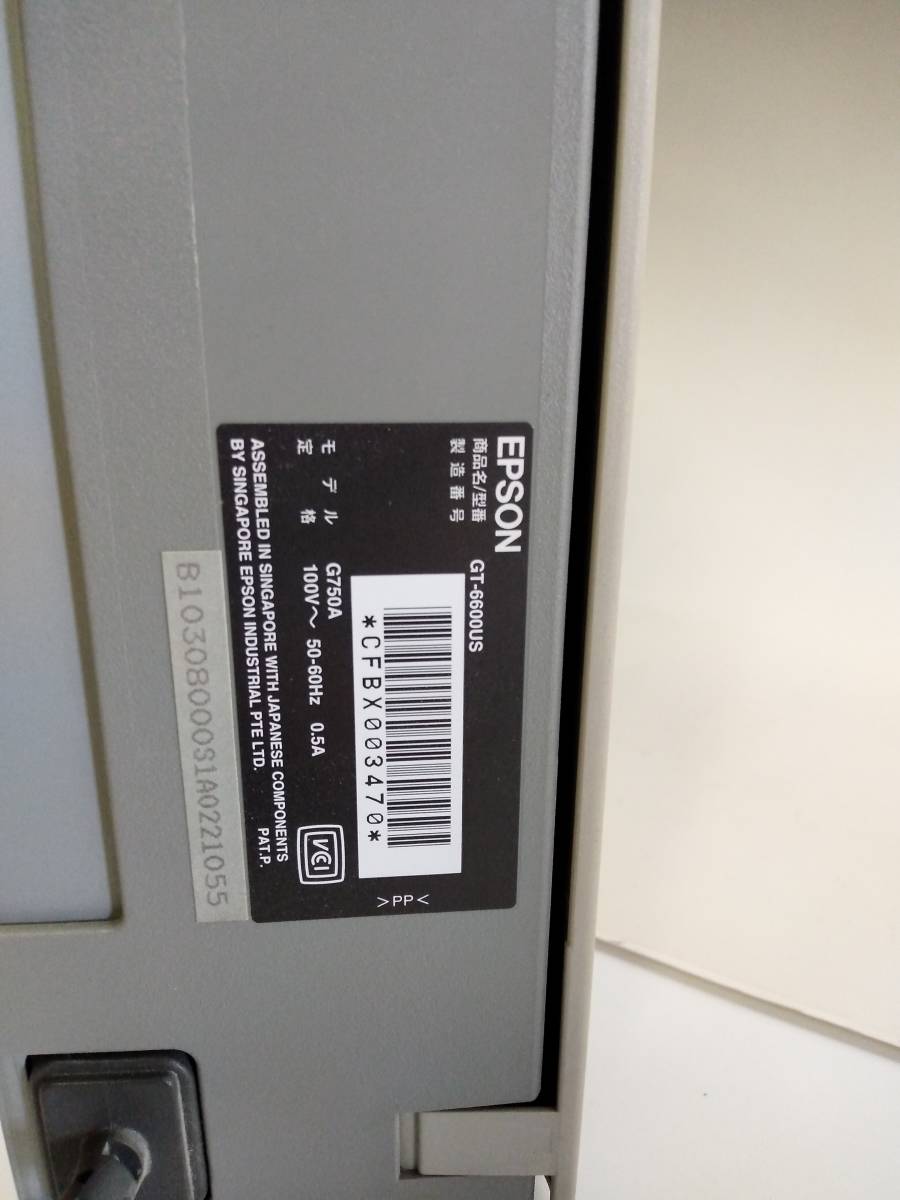 EPSON
商品名/型番 GT-6600US
製造番号
*CFBX003470*
モデル G750A
定格 100V〜 50-60Hz 0.5A
ASSEMBLED IN SINGAPORE WITH JAPANESE COMPONENTS
BY SINGAPORE EPSON INDUSTRIAL PTE LTD. PAT.P.
VCI
>PP<
B10308000S1A0221055